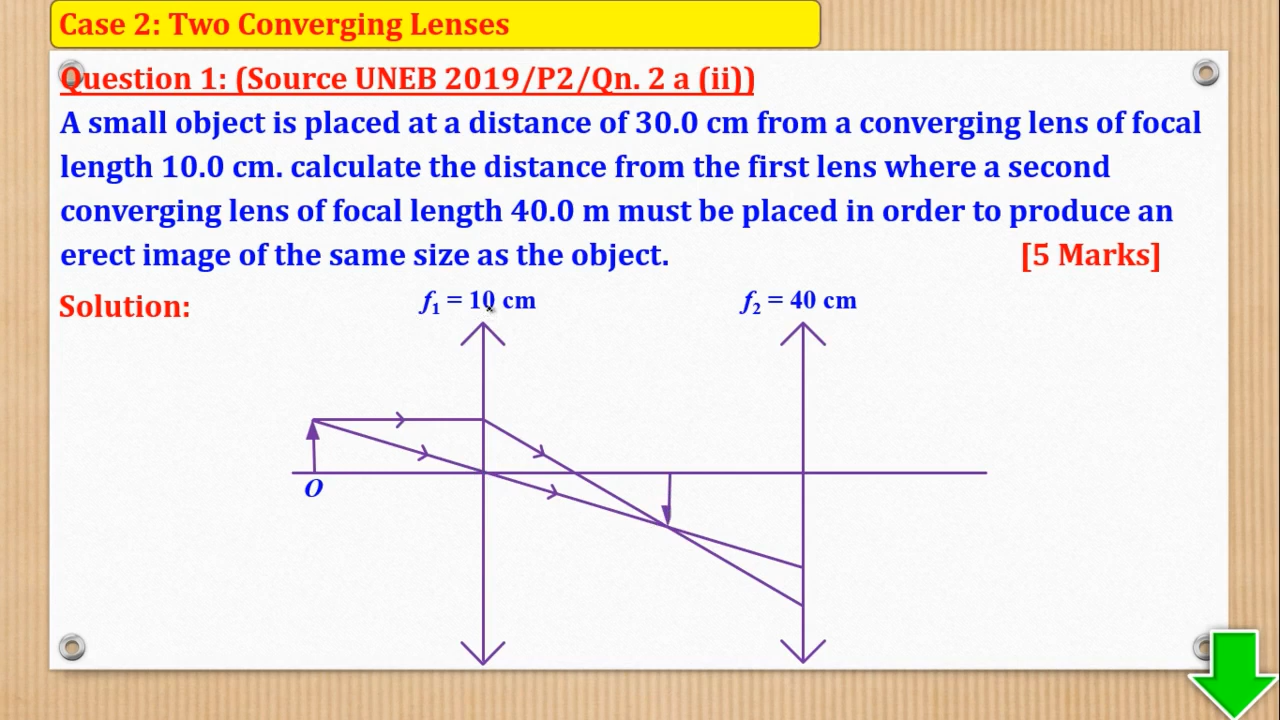 Case 2: Two Converging Lenses
Question 1: (Source UNEB 2019/P2/Qn. 2 a (ii))
A small object is placed at a distance of 30.0 cm from a converging lens of focal
length 10.0 cm. calculate the distance from the first lens where a second
converging lens of focal length 40.0 m must be placed in order to produce an
erect image of the same size as the object. [5 Marks]
Solution:
f₁ = 10 cm
f₂ = 40 cm
O